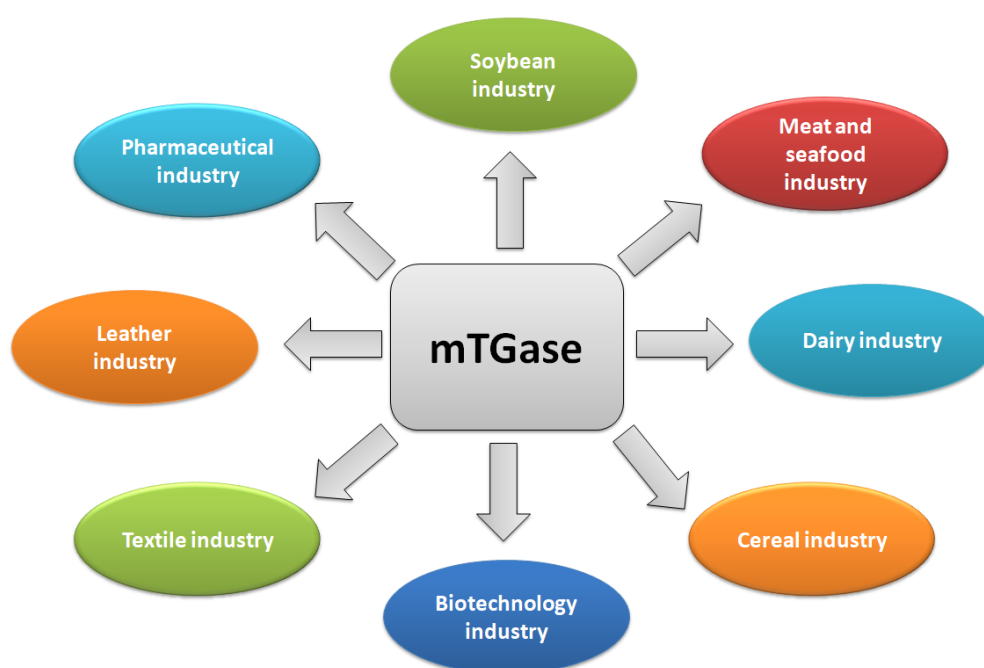 Soybean
industry
Meat and
seafood
industry
Pharmaceutical
industry
mTGase
Leather
industry
Dairy industry
Textile industry
Cereal industry
Biotechnology
industry